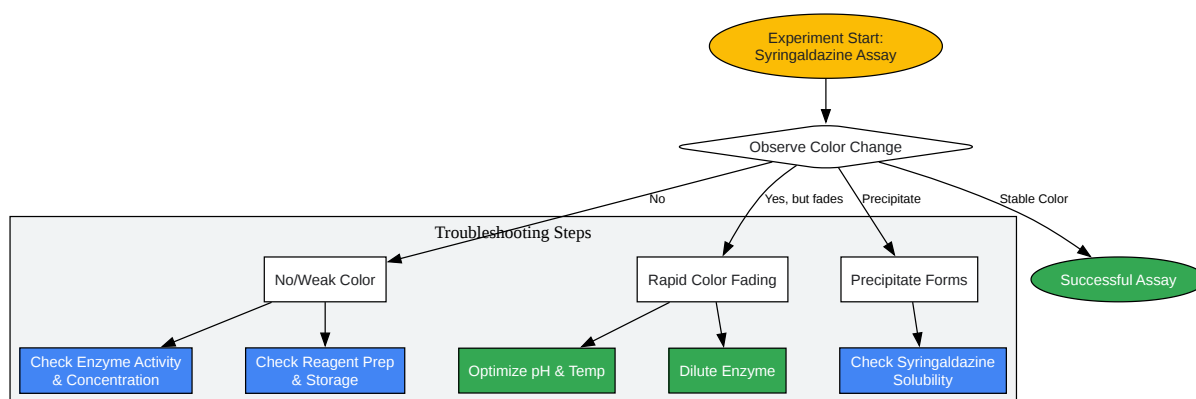 Experiment Start:
Syringaldazine Assay
Observe Color Change
No
Yes, but fades
Precipitate
Stable Color
Troubleshooting Steps
No/Weak Color
Rapid Color Fading
Precipitate Forms
Successful Assay
Check Enzyme Activity
& Concentration
Check Reagent Prep
& Storage
Optimize pH & Temp
Dilute Enzyme
Check Syringaldazine
Solubility